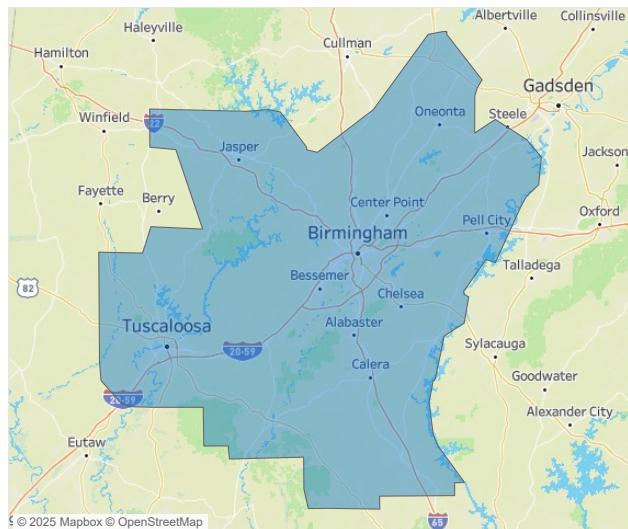 Albertville
Collinsville
Haleyville
Hamilton
Cullman
Gadsden
Oneonta
Steele
Winfield
22
Jasper
Jackson
Fayette
Berry
Center Point
Oxford
Pell City
Birmingham
Talladega
Bessemer
82
Chelsea
Tuscaloosa
Alabaster
20-59
Sylacauga
Calera
Goodwater
20-59
Alexander City
Eutaw
65
© 2025 Mapbox © OpenStreetMap